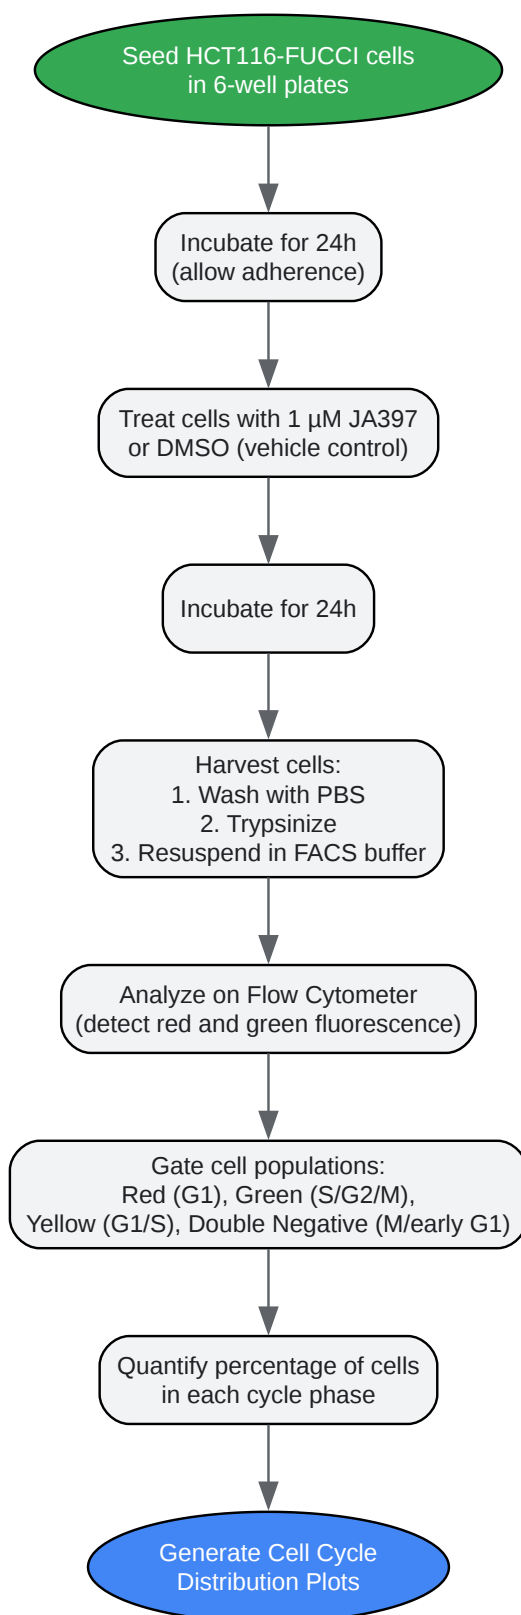 Seed HCT116-FUCCI cells
in 6-well plates
Incubate for 24h
(allow adherence)
Treat cells with 1 µM JA397
or DMSO (vehicle control)
Incubate for 24h
Harvest cells:
1. Wash with PBS
2. Trypsinize
3. Resuspend in FACS buffer
Analyze on Flow Cytometer
(detect red and green fluorescence)
Gate cell populations:
Red (G1), Green (S/G2/M),
Yellow (G1/S), Double Negative (M/early G1)
Quantify percentage of cells
in each cycle phase
Generate Cell Cycle
Distribution Plots